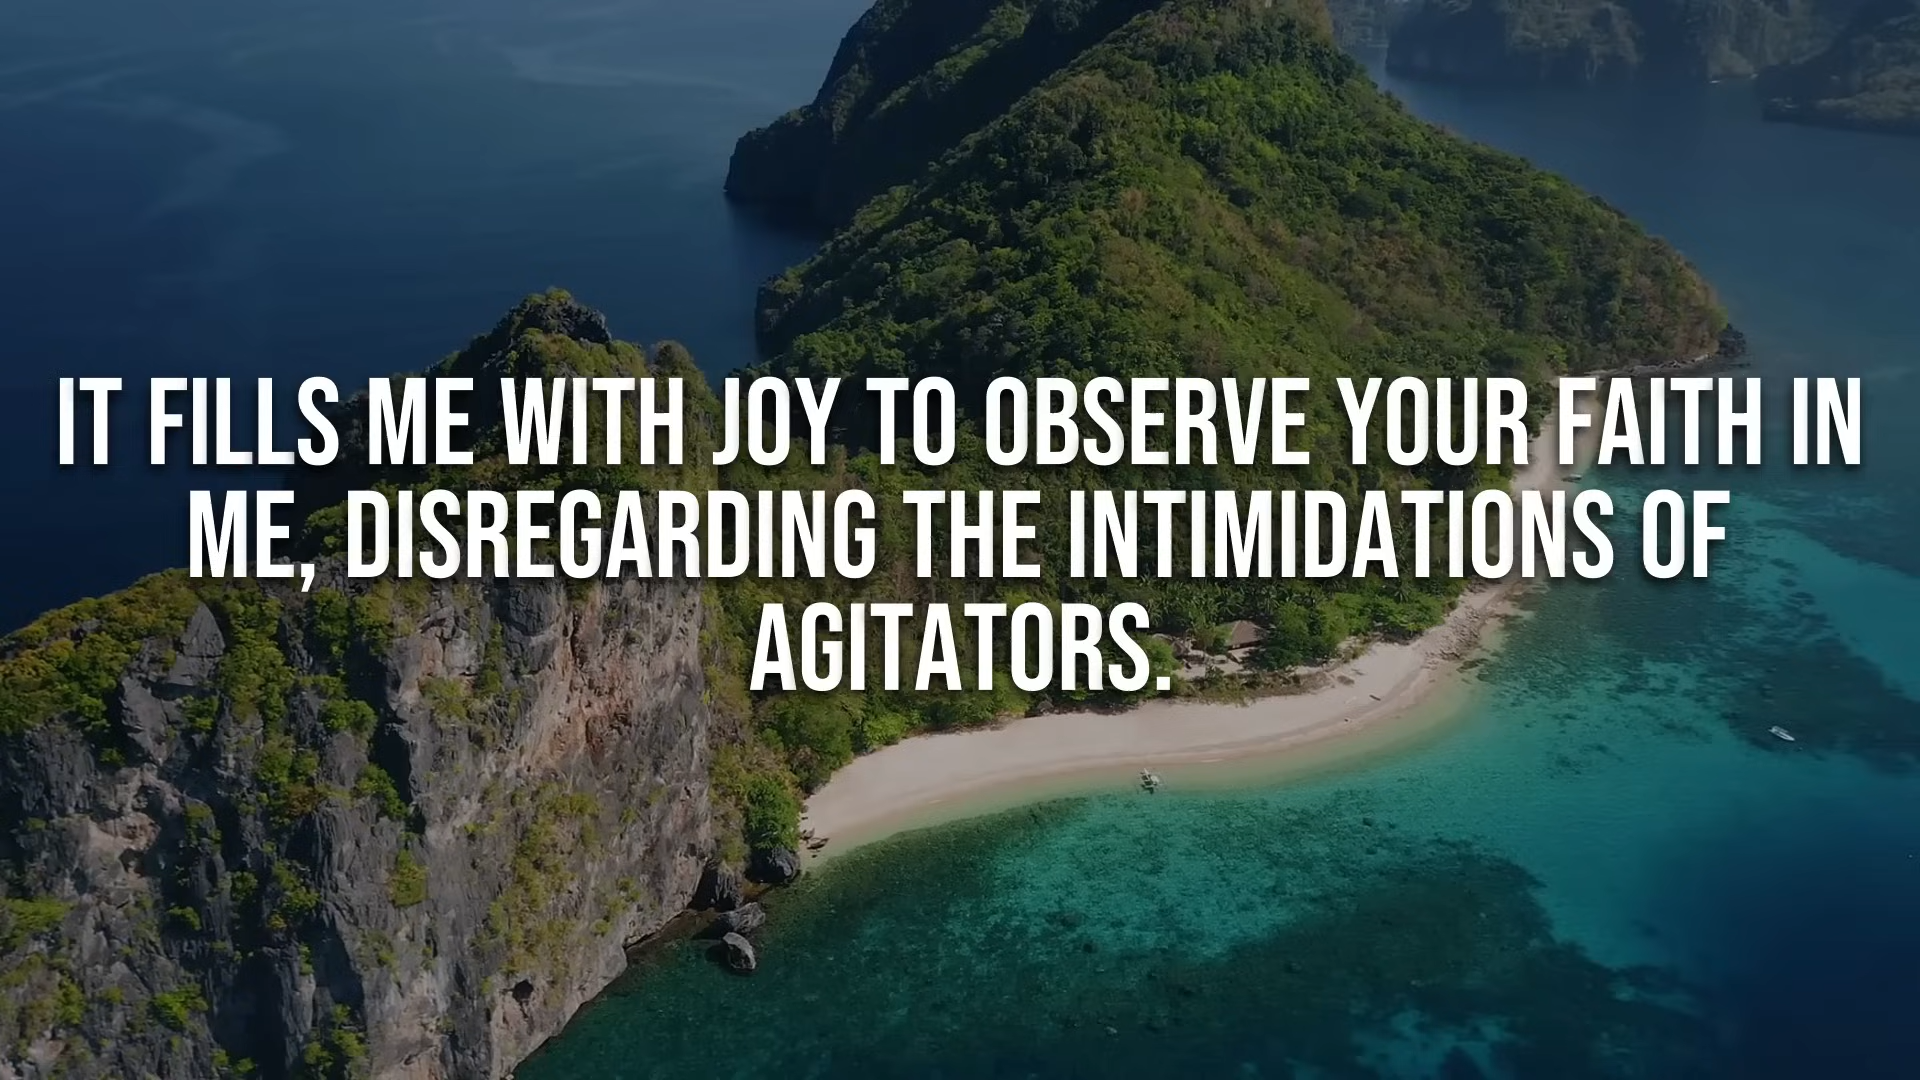 IT FILLS ME WITH JOY TO OBSERVE YOUR FAITH IN
ME, DISREGARDING THE INTIMIDATIONS OF
AGITATORS.